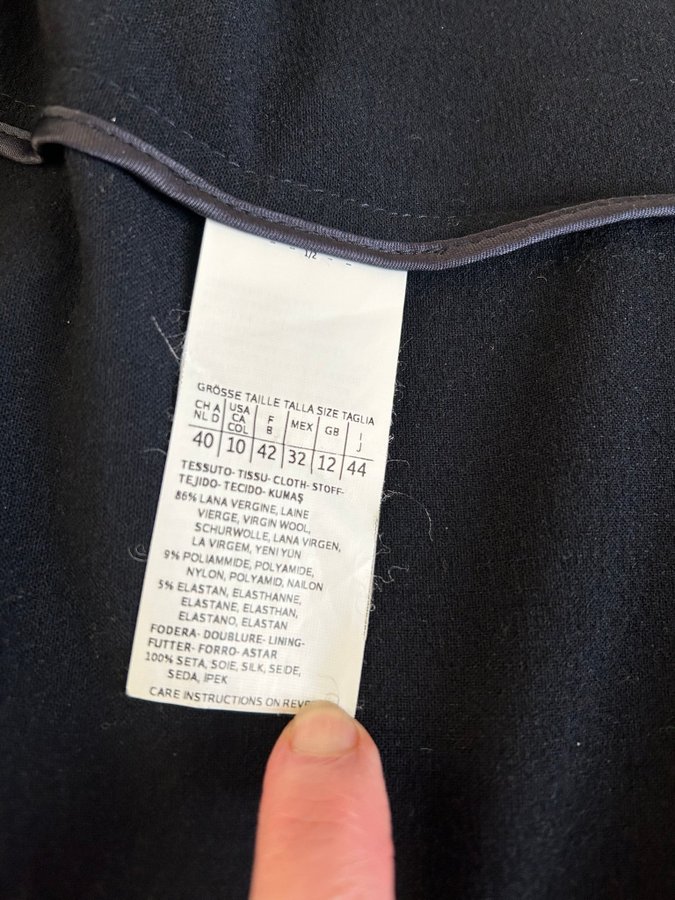 1/2
GRÖSSE TAILLE TALLA SIZE TAGLIA
CH A NL D USA CA COL F B MEX GB I J
40 10 42 32 12 44
TESSUTO- TISSU- CLOTH- STOFF-
TEJIDO- TECIDO- KUMAŞ
86% LANA VERGINE, LAINE
VIERGE, VIRGIN WOOL,
SCHURWOLLE, LANA VIRGEN,
LA VIRGEM, YENI YUN
9% POLIAMMIDE, POLYAMIDE,
NYLON, POLYAMID, NAILON
5% ELASTAN, ELASTHANNE,
ELASTANE, ELASTHAN,
ELASTANO, ELASTAN
FODERA- DOUBLURE- LINING-
FUTTER- FORRO- ASTAR
100% SETA, SOIE, SILK, SEIDE,
SEDA, IPEK
CARE INSTRUCTIONS ON